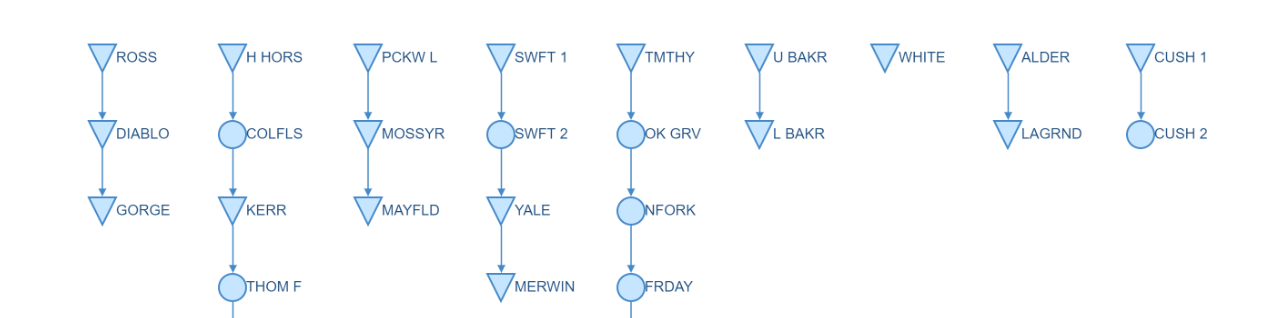 ROSS
H HORS
PCKW L
SWFT 1
TMTHY
U BAKR
WHITE
ALDER
CUSH 1
DIABLO
COLFLS
MOSSYR
SWFT 2
OK GRV
L BAKR
LAGRND
CUSH 2
GORGE
KERR
MAYFLD
YALE
NFORK
THOM F
MERWIN
FRDAY